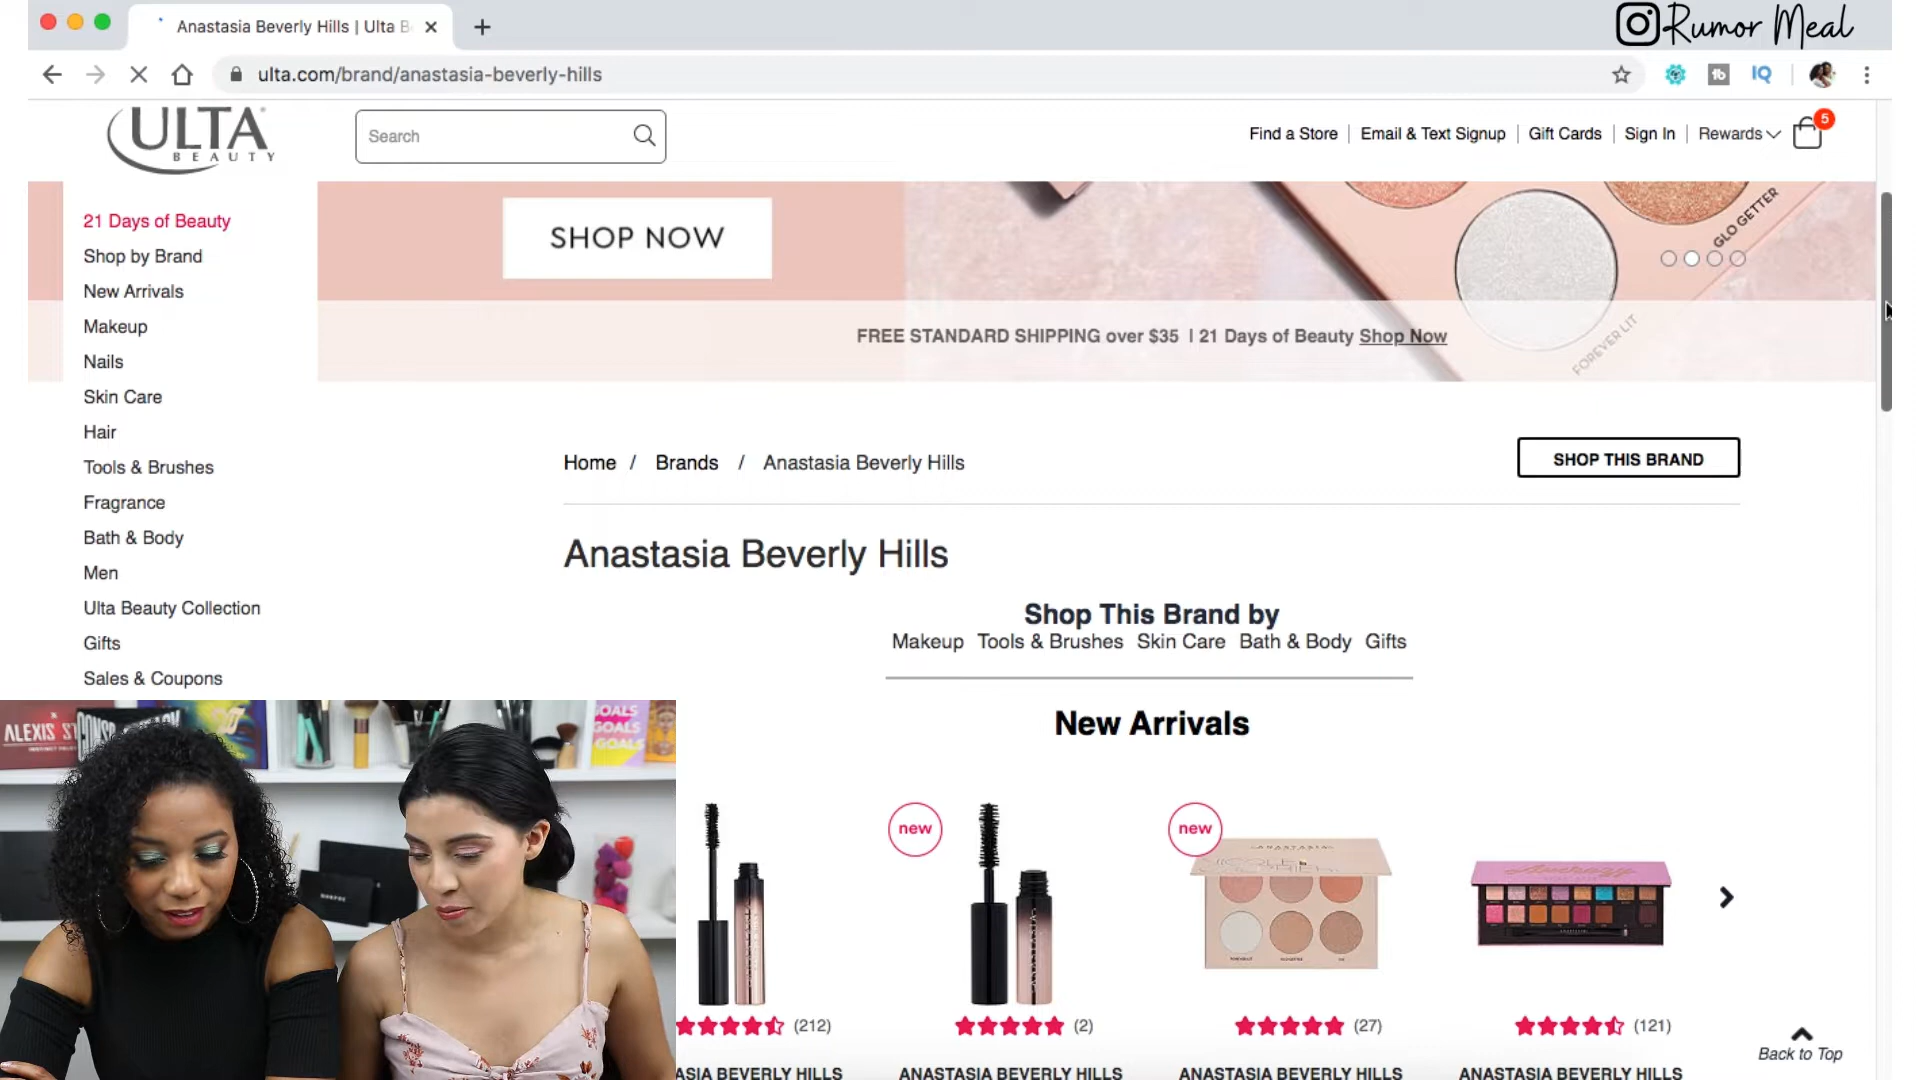 Anastasia Beverly Hills | Ulta B
Rumor Meal
ulta.com/brand/anastasia-beverly-hills
ULTA
BEAUTY
Search
Find a Store
Email & Text Signup
Gift Cards
Sign In
Rewards
5
21 Days of Beauty
Shop by Brand
New Arrivals
Makeup
Nails
Skin Care
Hair
Tools & Brushes
Fragrance
Bath & Body
Men
Ulta Beauty Collection
Gifts
Sales & Coupons
SHOP NOW
GLO GETTER
FOREVER LIT
FREE STANDARD SHIPPING over $35 | 21 Days of Beauty Shop Now
Home / Brands / Anastasia Beverly Hills
SHOP THIS BRAND
Anastasia Beverly Hills
Shop This Brand by
Makeup Tools & Brushes Skin Care Bath & Body Gifts
New Arrivals
new
new
(212)
(2)
(27)
(121)
ASIA BEVERLY HILLS
ANASTASIA BEVERLY HILLS
ANASTASIA BEVERLY HILLS
ANASTASIA BEVERLY HILLS
Back to Top
ALEXIS ST
GOALS
GOALS
GOALS